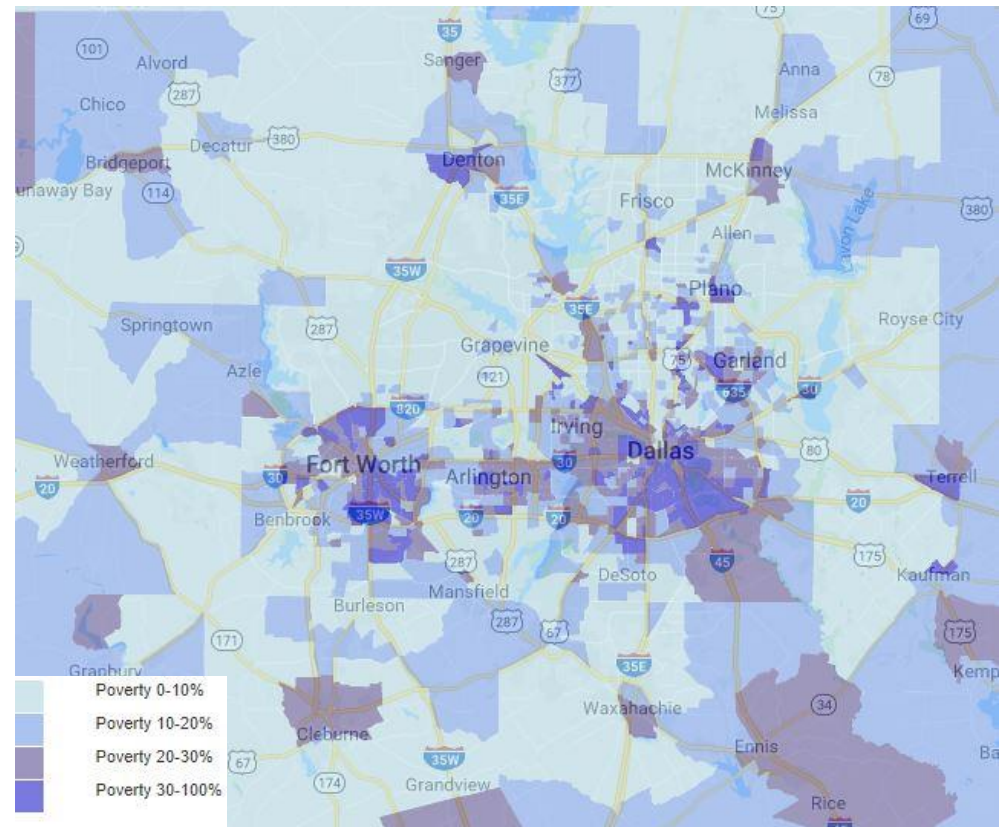 75
69
35
101
Alvord
Sanger
377
Anna
78
287
Chico
Melissa
Decatur
380
Bridgeport
Denton
McKinney
unaway Bay
114
35E
Frisco
380
Lavon Lake
Allen
35W
Plano
35E
Springtown
287
Royse City
Grapevine
75
Garland
Azle
121
635
30
820
Irving
Dallas
80
Weatherford
Fort Worth
30
Arlington
30
Terrell
20
Benbrook
35W
20
20
20
287
45
175
DeSoto
Kaufman
Mansfield
Burleson
287
67
171
175
35E
Granbury
Kemp
Poverty 0-10%
Poverty 10-20%
Poverty 20-30%
Poverty 30-100%
Waxahachie
34
Cleburne
Ennis
Ba
67
35W
174
Grandview
Rice